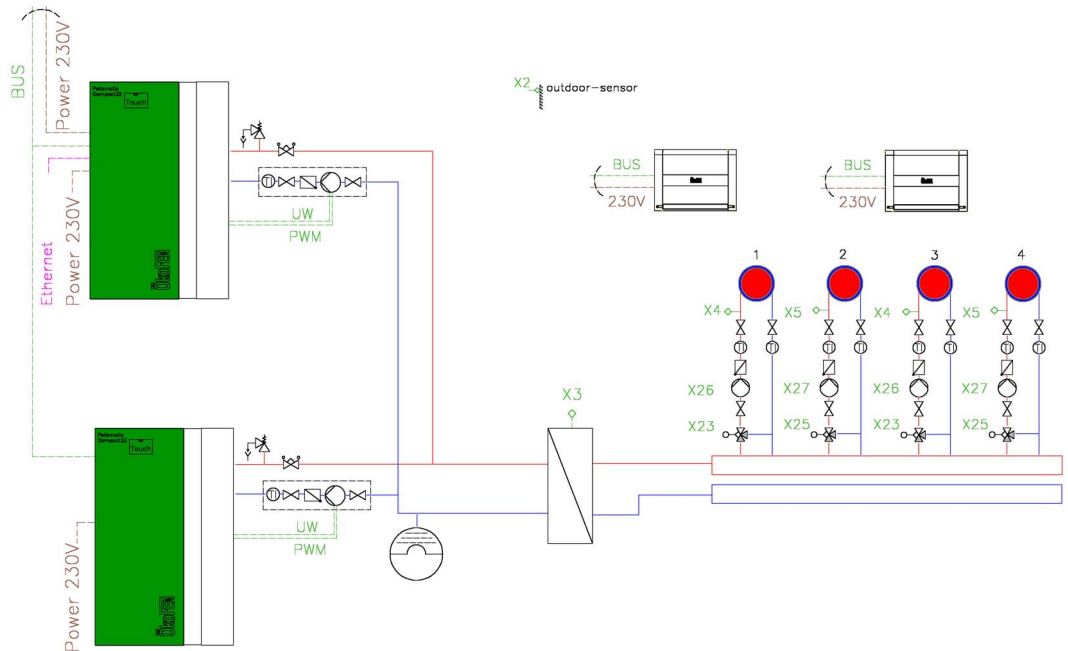 BUS
Power 230V
Pellematic
Compact32
Touch
X2
outdoor-sensor
BUS
230V
BUS
230V
UW
PWM
Ethernet
Power 230V
ÖkoFEN
1
2
3
4
X4
X5
X4
X5
X26
X27
X26
X27
X3
X23
X25
X23
X25
Pellematic
Compact32
Touch
UW
PWM
Power 230V
ÖkoFEN